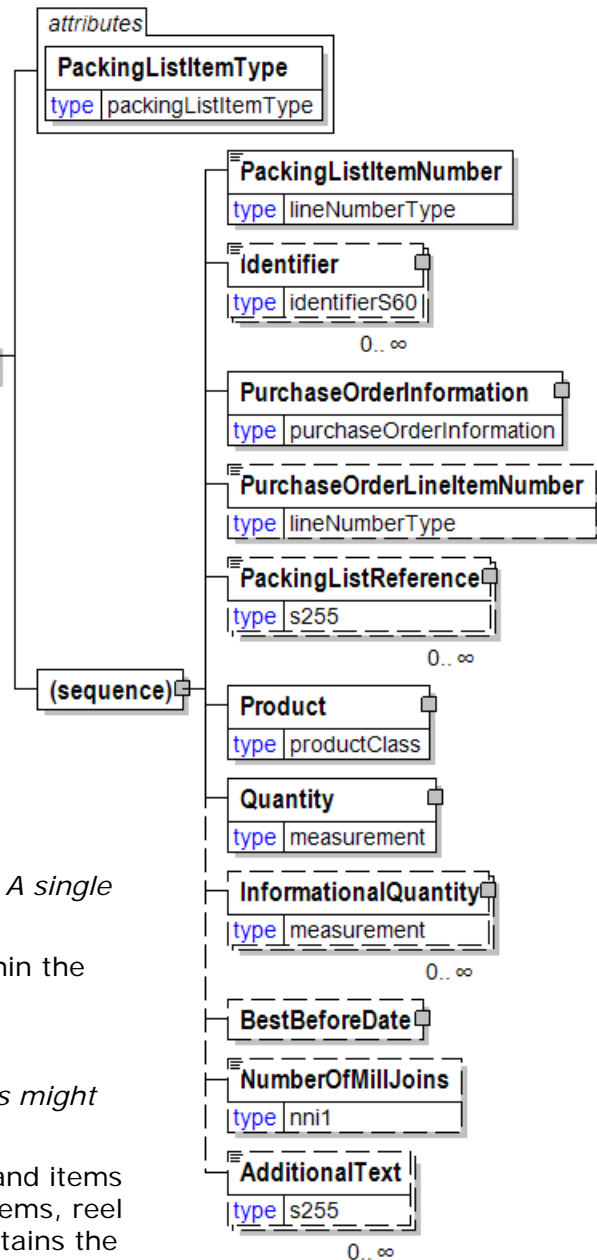 attributes
PackingListItemType
type packingListItemType
PackingListItemNumber
type lineNumberType
Identifier
type identifierS60
0.. ∞
PurchaseOrderInformation
type purchaseOrderInformation
PurchaseOrderLineItemNumber
type lineNumberType
PackingListReference
type s255
0.. ∞
(sequence)
Product
type productClass
Quantity
type measurement
A single
InformationalQuantity
type measurement
hin the
0.. ∞
BestBeforeDate
NumberOfMillJoins
s might
type nni1
and items
AdditionalText
ems, reel
type s255
tains the
0.. ∞